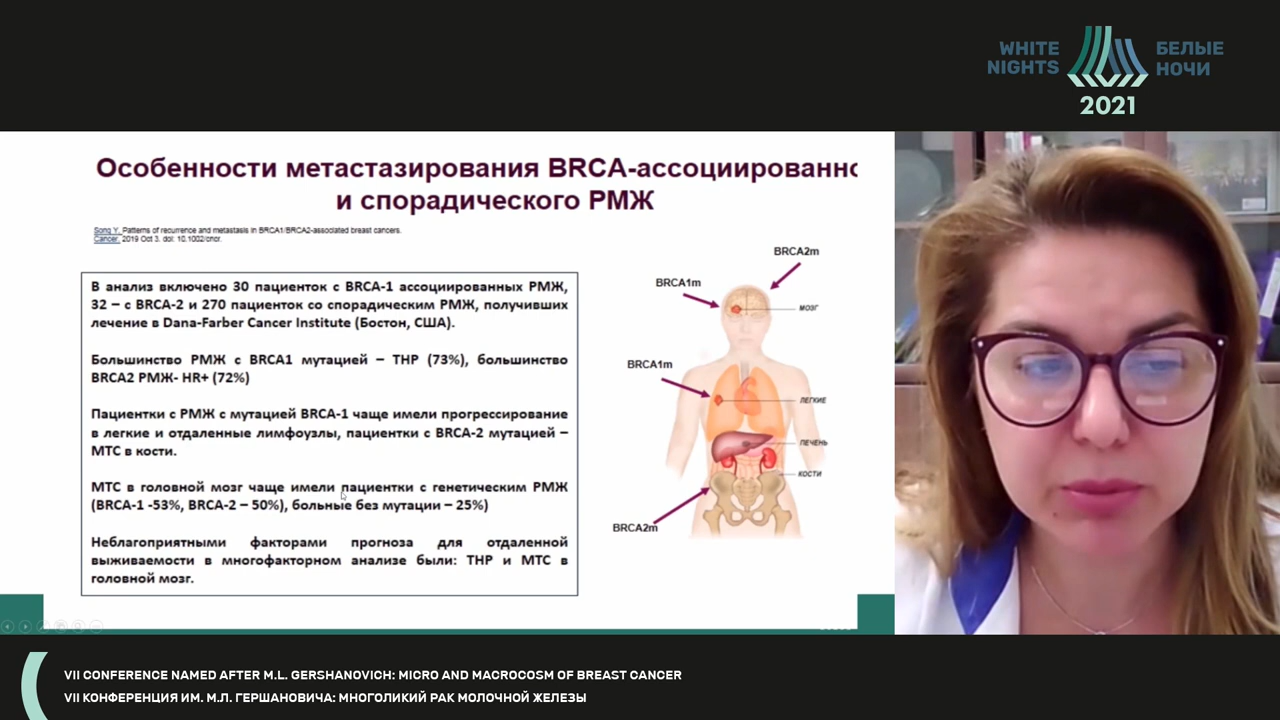 WHITE
NIGHTS
БЕЛЫЕ
НОЧИ
2021
Особенности метастазирования BRCA-ассоциированно
и спорадического РМЖ
Song Y. Patterns of recurrence and metastasis in BRCA1/BRCA2-associated breast cancers.
Cancer. 2019 Oct 3. doi: 10.1002/cncr.
В анализ включено 30 пациенток с BRCA-1 ассоциированных РМЖ,
32 – с BRCA-2 и 270 пациенток со спорадическим РМЖ, получивших
лечение в Dana-Farber Cancer Institute (Бостон, США).
Большинство РМЖ с BRCA1 мутацией – ТНР (73%), большинство
BRCA2 РМЖ- HR+ (72%)
Пациентки с РМЖ с мутацией BRCA-1 чаще имели прогрессирование
в легкие и отдаленные лимфоузлы, пациентки с BRCA-2 мутацией –
МТС в кости.
МТС в головной мозг чаще имели пациентки с генетическим РМЖ
(BRCA-1 -53%, BRCA-2 – 50%), больные без мутации – 25%)
Неблагоприятными факторами прогноза для отдаленной
выживаемости в многофакторном анализе были: ТНР и МТС в
головной мозг.
BRCA2m
BRCA1m
МОЗГ
BRCA1m
ЛЕГКИЕ
ПЕЧЕНЬ
КОСТИ
BRCA2m
VII CONFERENCE NAMED AFTER M.L. GERSHANOVICH: MICRO AND MACROCOSM OF BREAST CANCER
VII КОНФЕРЕНЦИЯ ИМ. М.Л. ГЕРШАНОВИЧА: МНОГОЛИКИЙ РАК МОЛОЧНОЙ ЖЕЛЕЗЫ